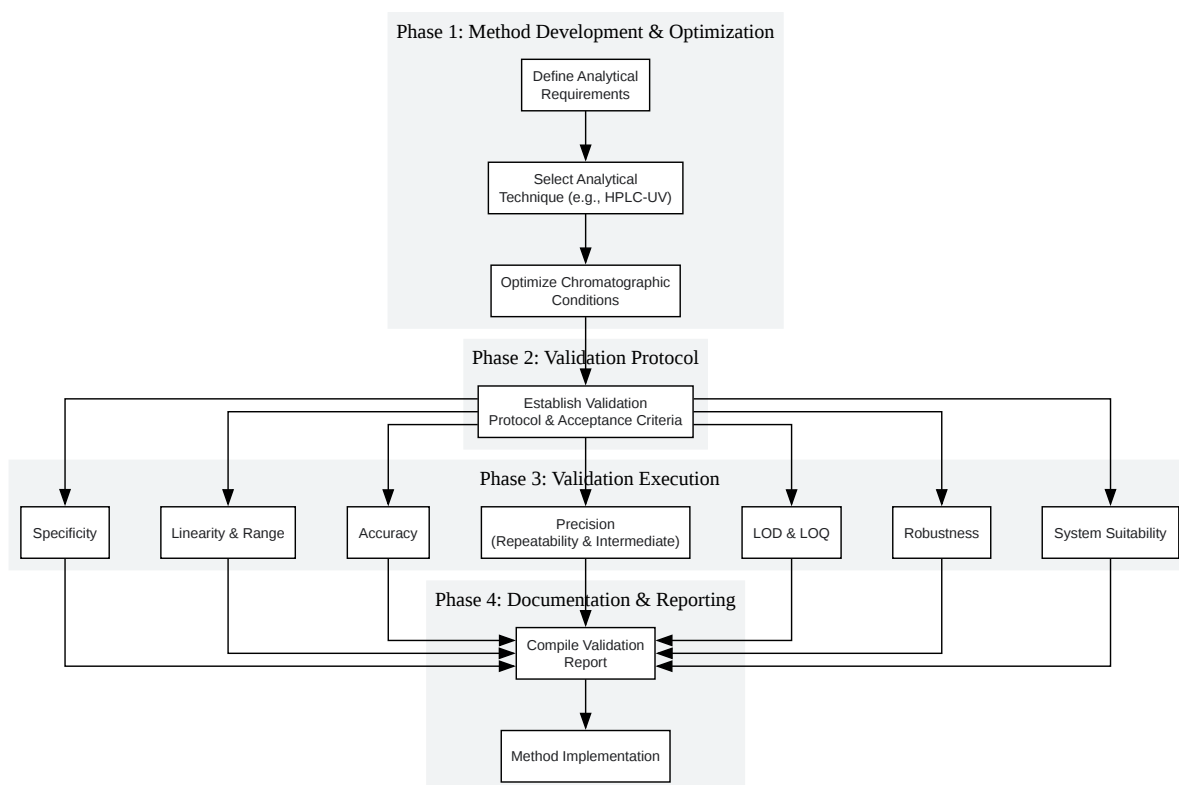 Phase 1: Method Development & Optimization
Define Analytical
Requirements
Select Analytical
Technique (e.g., HPLC-UV)
Optimize Chromatographic
Conditions
Phase 2: Validation Protocol
Establish Validation
Protocol & Acceptance Criteria
Phase 3: Validation Execution
Specificity
Linearity & Range
Accuracy
Precision
(Repeatability & Intermediate)
LOD & LOQ
Robustness
System Suitability
Phase 4: Documentation & Reporting
Compile Validation
Report
Method Implementation